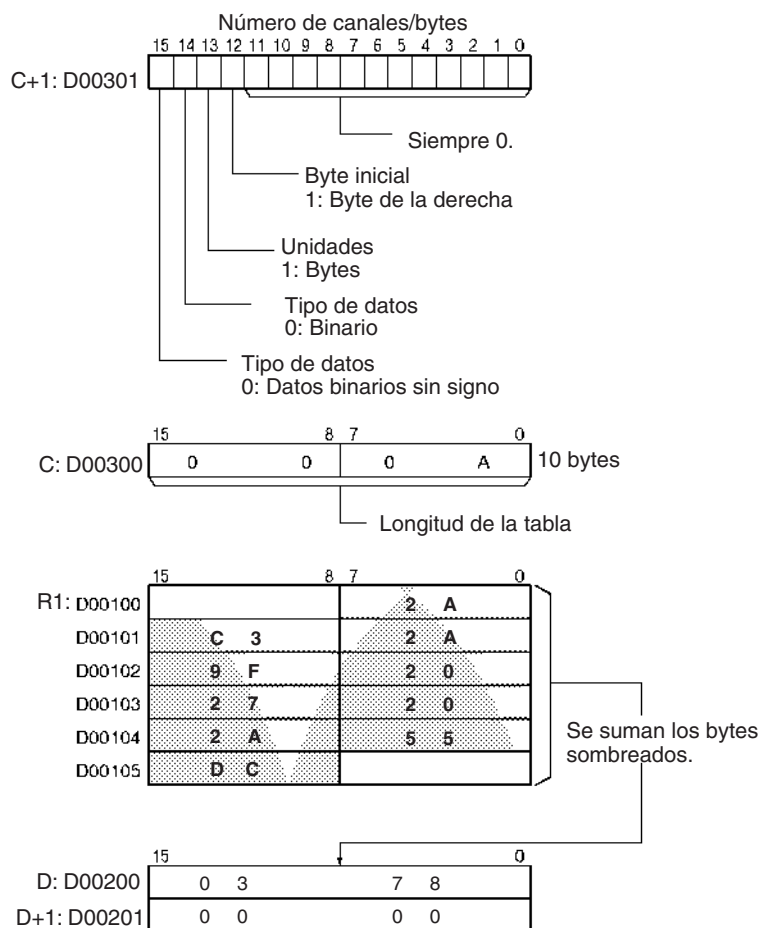 Número de canales/bytes
15 14 13 12 11 10 9 8 7 6 5 4 3 2 1 0
C+1: D00301
Siempre 0.
Byte inicial
1: Byte de la derecha
Unidades
1: Bytes
Tipo de datos
0: Binario
Tipo de datos
0: Datos binarios sin signo
15 8 7 0
C: D00300 0 0 0 A 10 bytes
Longitud de la tabla
15 8 7 0
R1: D00100 2 A
D00101 C 3 2 A
D00102 9 F 2 0
D00103 2 7 2 0
D00104 2 A 5 5
D00105 D C
Se suman los bytes
sombreados.
15 0
D: D00200 0 3 7 8
D+1: D00201 0 0 0 0